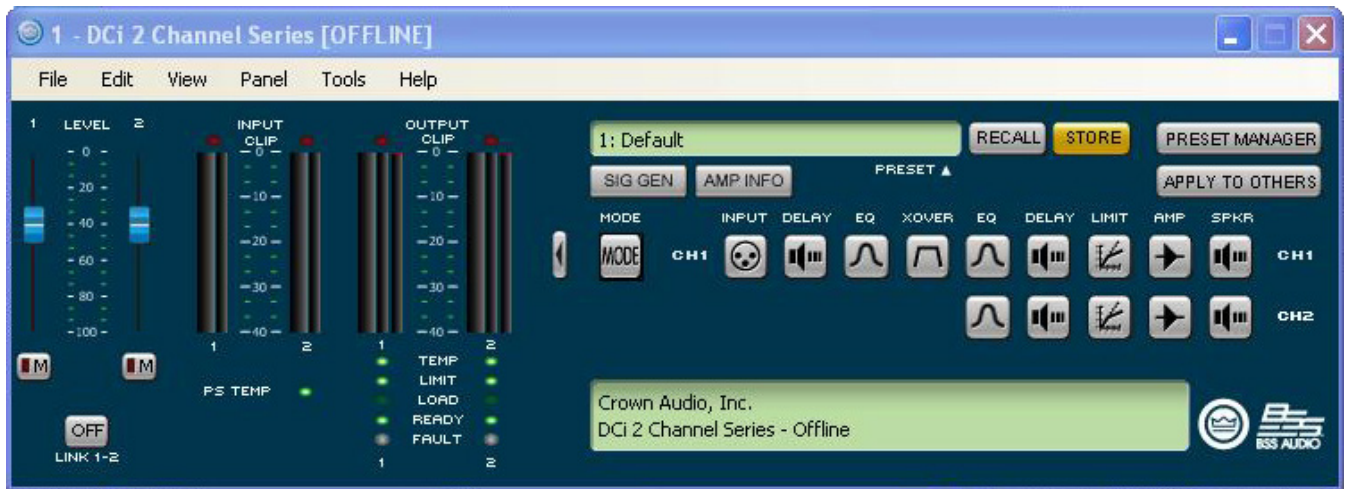 1 - DCi 2 Channel Series [OFFLINE]
File Edit View Panel Tools Help
1 LEVEL 2
INPUT CLIP
OUTPUT CLIP
- 0 -
- 20 -
- 40 -
- 60 -
- 80 -
-100-
- 0 -
-10-
-20-
-30-
-40-
1 2
- 0 -
-10-
-20-
-30-
-40-
1 2
M M
OFF
LINK 1-2
PS TEMP
TEMP
LIMIT
LOAD
READY
FAULT
1 2
1: Default
RECALL STORE PRESET MANAGER
PRESET ▲
SIG GEN AMP INFO APPLY TO OTHERS
MODE INPUT DELAY EQ XOVER EQ DELAY LIMIT AMP SPKR
MODE CH1 CH1
CH2
Crown Audio, Inc.
DCi 2 Channel Series - Offline
BSS AUDIO